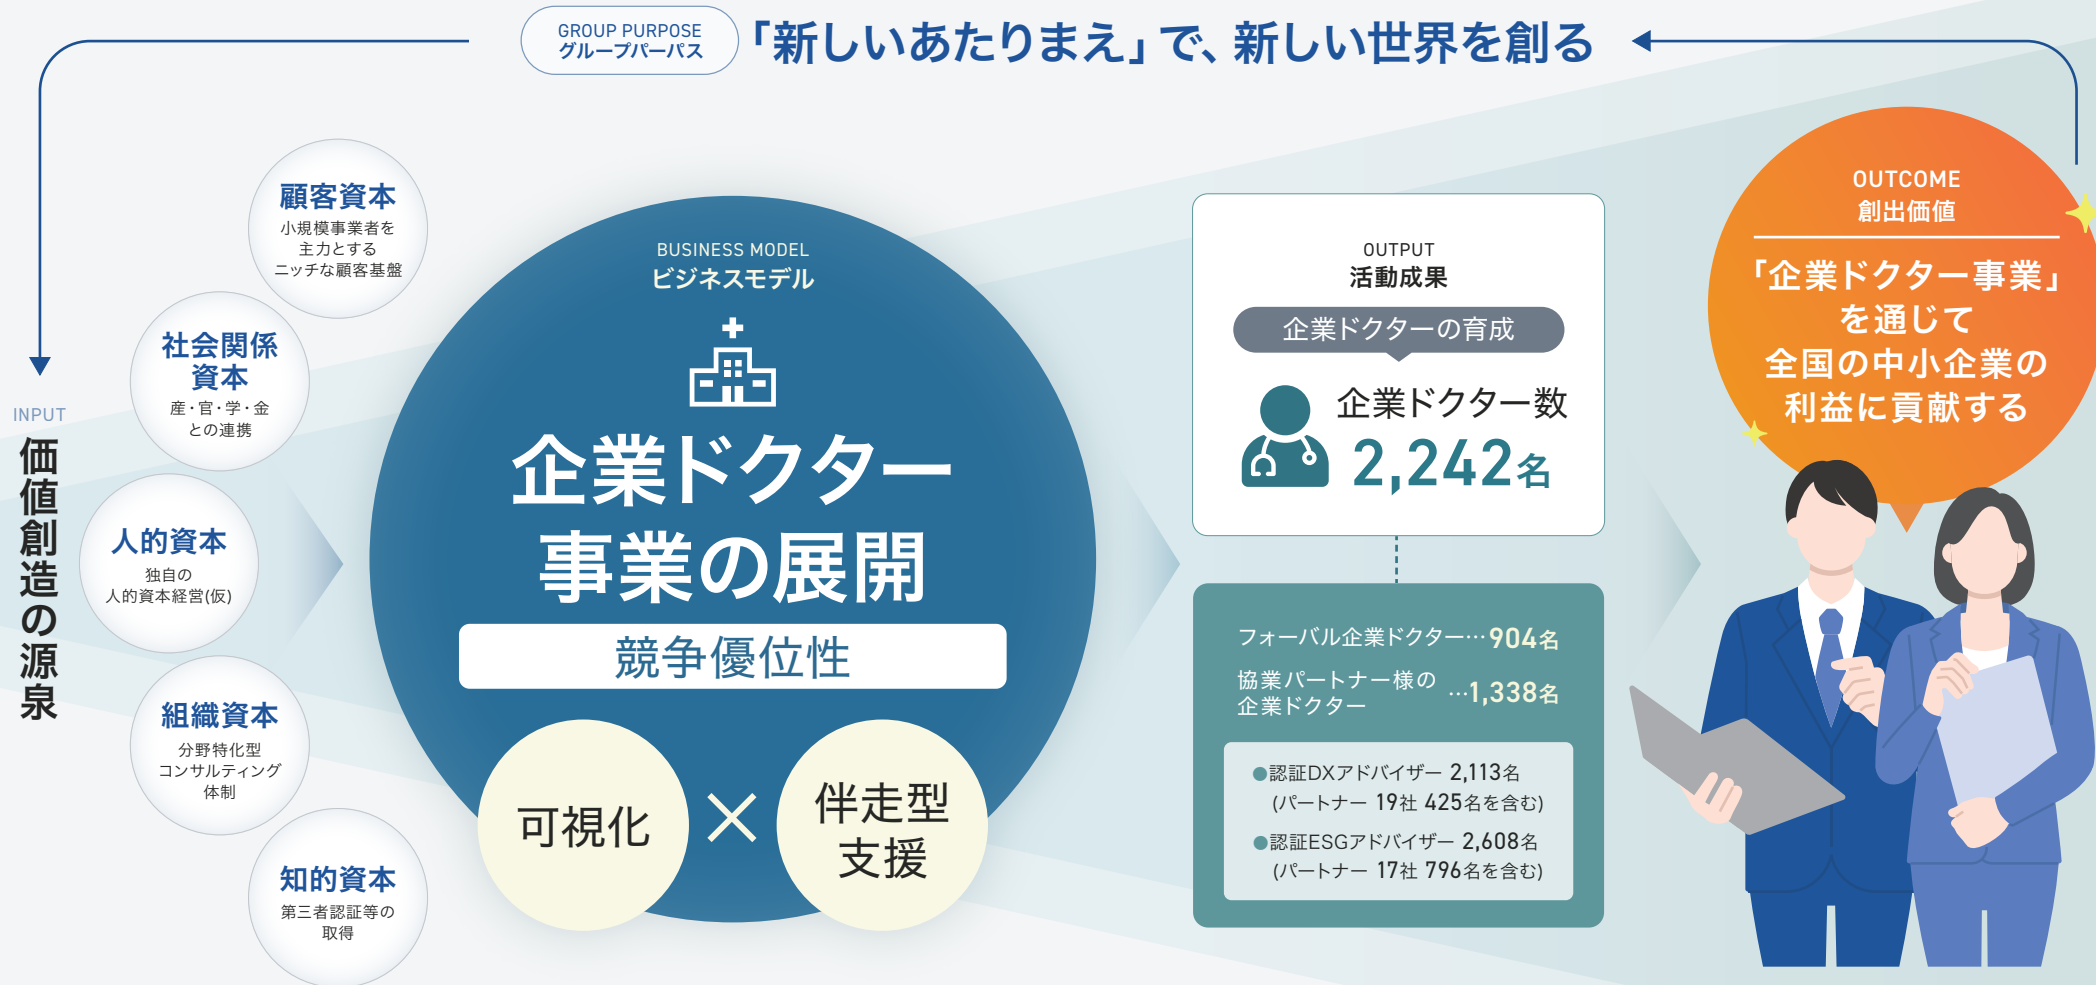 GROUP PURPOSE
グループパーパス
「新しいあたりまえ」で、新しい世界を創る
INPUT
価値創造の源泉
顧客資本
小規模事業者を
主力とする
ニッチな顧客基盤
社会関係
資本
産・官・学・金
との連携
人的資本
独自の
人的資本経営(仮)
組織資本
分野特化型
コンサルティング
体制
知的資本
第三者認証等の
取得
BUSINESS MODEL
ビジネスモデル
企業ドクター
事業の展開
競争優位性
可視化
×
伴走型
支援
OUTPUT
活動成果
企業ドクターの育成
企業ドクター数
2,242名
フォーバル企業ドクター…904名
協業パートナー様の
企業ドクター
…1,338名
●認証DXアドバイザー 2,113名
(パートナー 19社 425名を含む)
●認証ESGアドバイザー 2,608名
(パートナー 17社 796名を含む)
OUTCOME
創出価値
「企業ドクター事業」
を通じて
全国の中小企業の
利益に貢献する